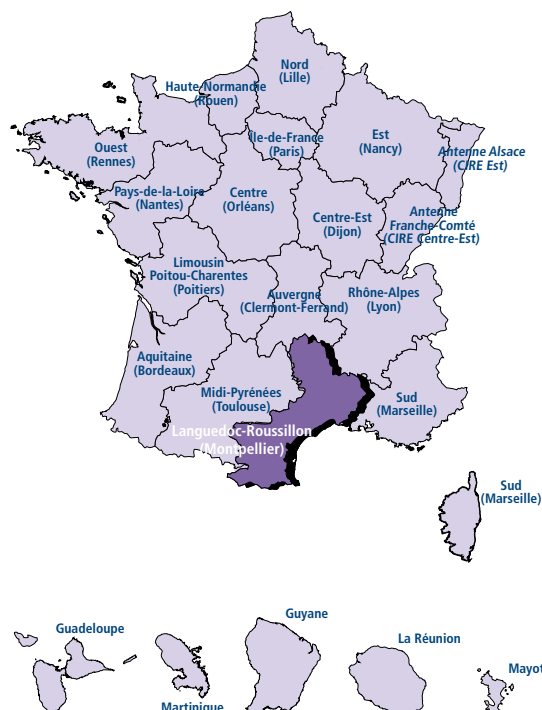 Nord
(Lille)
Haute-Normandie
(Rouen)
Île-de-France
(Paris)
Est
(Nancy)
Antenne Alsace
(CIRE Est)
Ouest
(Rennes)
Pays-de-la-Loire
(Nantes)
Centre
(Orléans)
Centre-Est
(Dijon)
Antenne
Franche-Comté
(CIRE Centre-Est)
Limousin
Poitou-Charentes
(Poitiers)
Auvergne
(Clermont-Ferrand)
Rhône-Alpes
(Lyon)
Aquitaine
(Bordeaux)
Midi-Pyrénées
(Toulouse)
Sud
(Marseille)
Languedoc-Roussillon
(Montpellier)
Sud
(Marseille)
Guadeloupe
Martinique
Guyane
La Réunion
Mayot